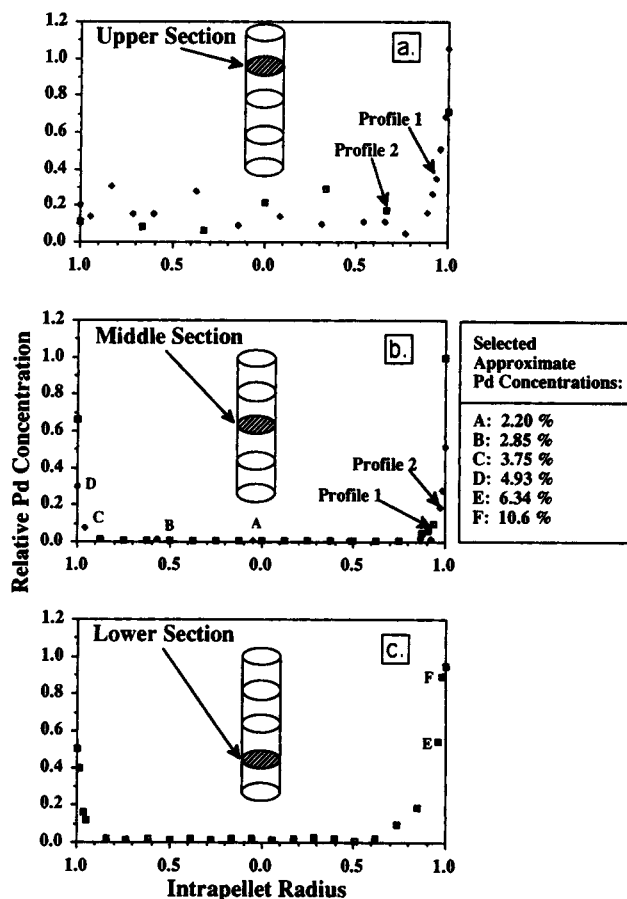 Relative Pd Concentration
1.2
1.0
0.8
0.6
0.4
0.2
0.0
Upper Section
a.
Profile 1
Profile 2
1.0
0.5
0.0
0.5
1.0
1.2
1.0
0.8
0.6
0.4
0.2
0.0
Middle Section
b.
Profile 2
Profile 1
D
C
B
A
1.0
0.5
0.0
0.5
1.0
Selected
Approximate
Pd Concentrations:
A: 2.20 %
B: 2.85 %
C: 3.75 %
D: 4.93 %
E: 6.34 %
F: 10.6 %
1.2
1.0
0.8
0.6
0.4
0.2
0.0
Lower Section
c.
F
E
1.0
0.5
0.0
0.5
1.0
Intrapellet Radius